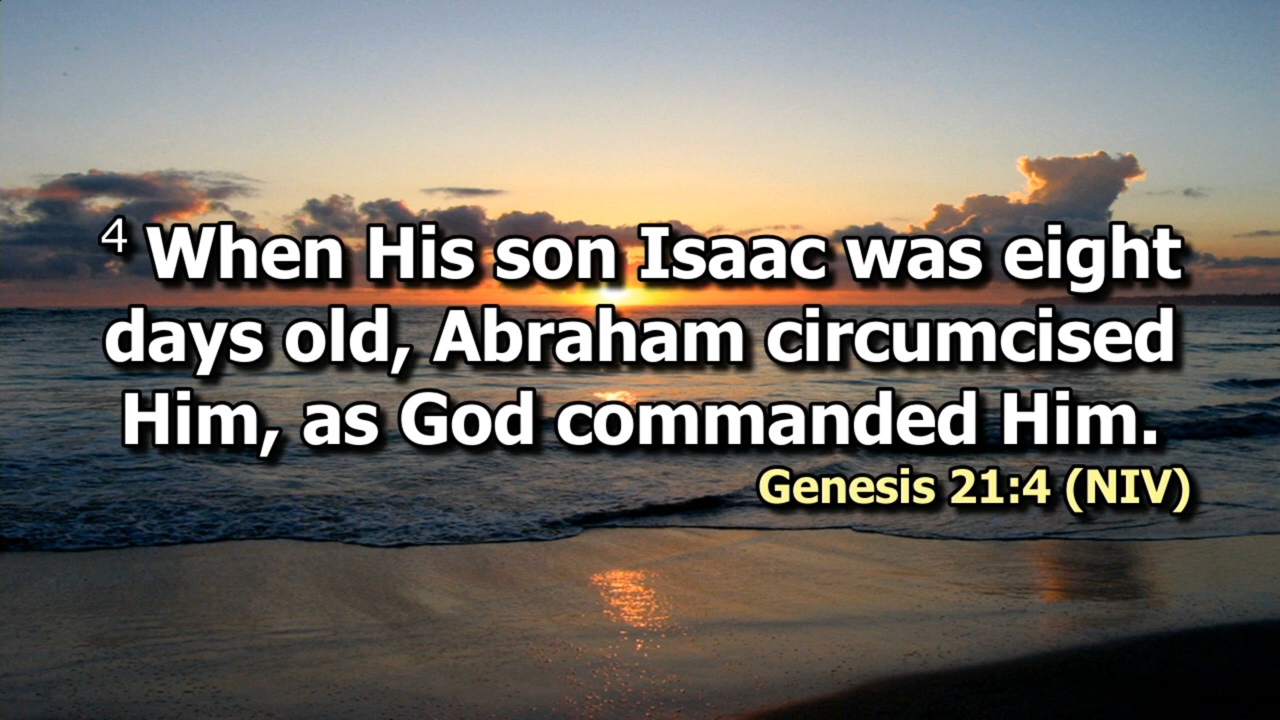 4 When His son Isaac was eight
days old, Abraham circumcised
Him, as God commanded Him.
Genesis 21:4 (NIV)